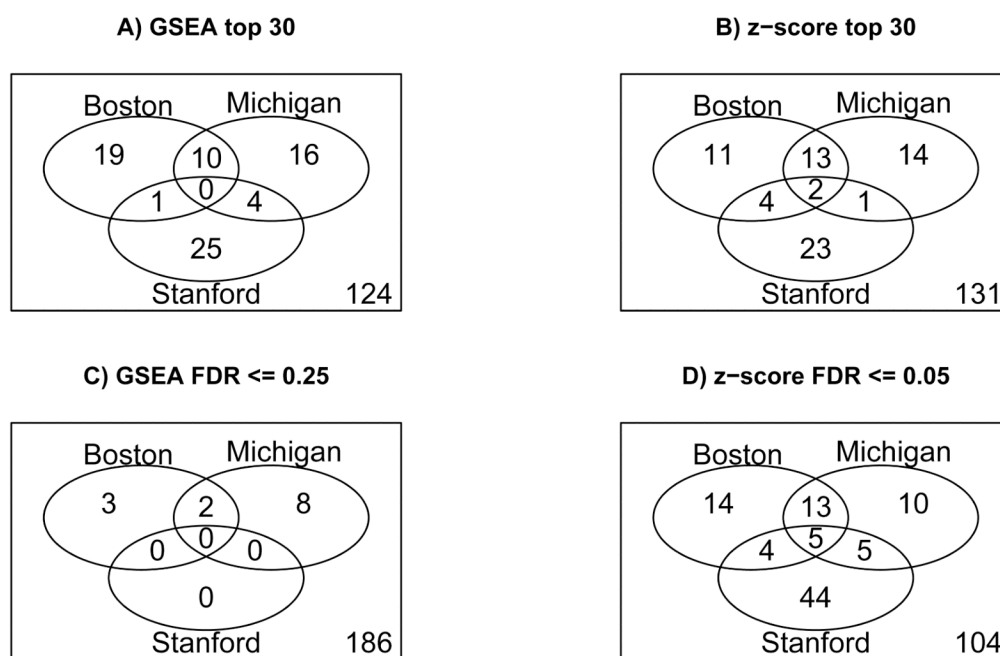 A) GSEA top 30
Boston
Michigan
19
10
16
1
0
4
25
Stanford
124
B) z−score top 30
Boston
Michigan
11
13
14
4
2
1
23
Stanford
131
C) GSEA FDR <= 0.25
Boston
Michigan
3
2
8
0
0
0
0
Stanford
186
D) z−score FDR <= 0.05
Boston
Michigan
14
13
10
4
5
5
44
Stanford
104